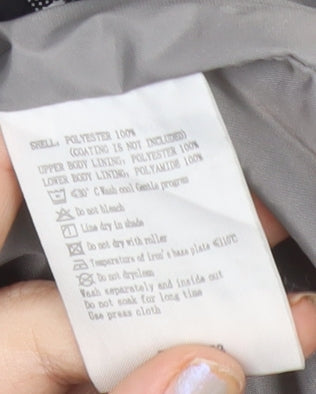 SHELL: POLYESTER 100%
(COATING IS NOT INCLUDED)
UPPER BODY LINING: POLYESTER 100%
LOWER BODY LINING: POLYAMIDE 100%
≤30° C Wash cool Gentle program
Do not bleach
Line dry in shade
Do not dry with roller
Temperature of iron's base plate ≤110℃
Do not dryclean
Wash separately and inside out
Do not soak for long time
Use press cloth